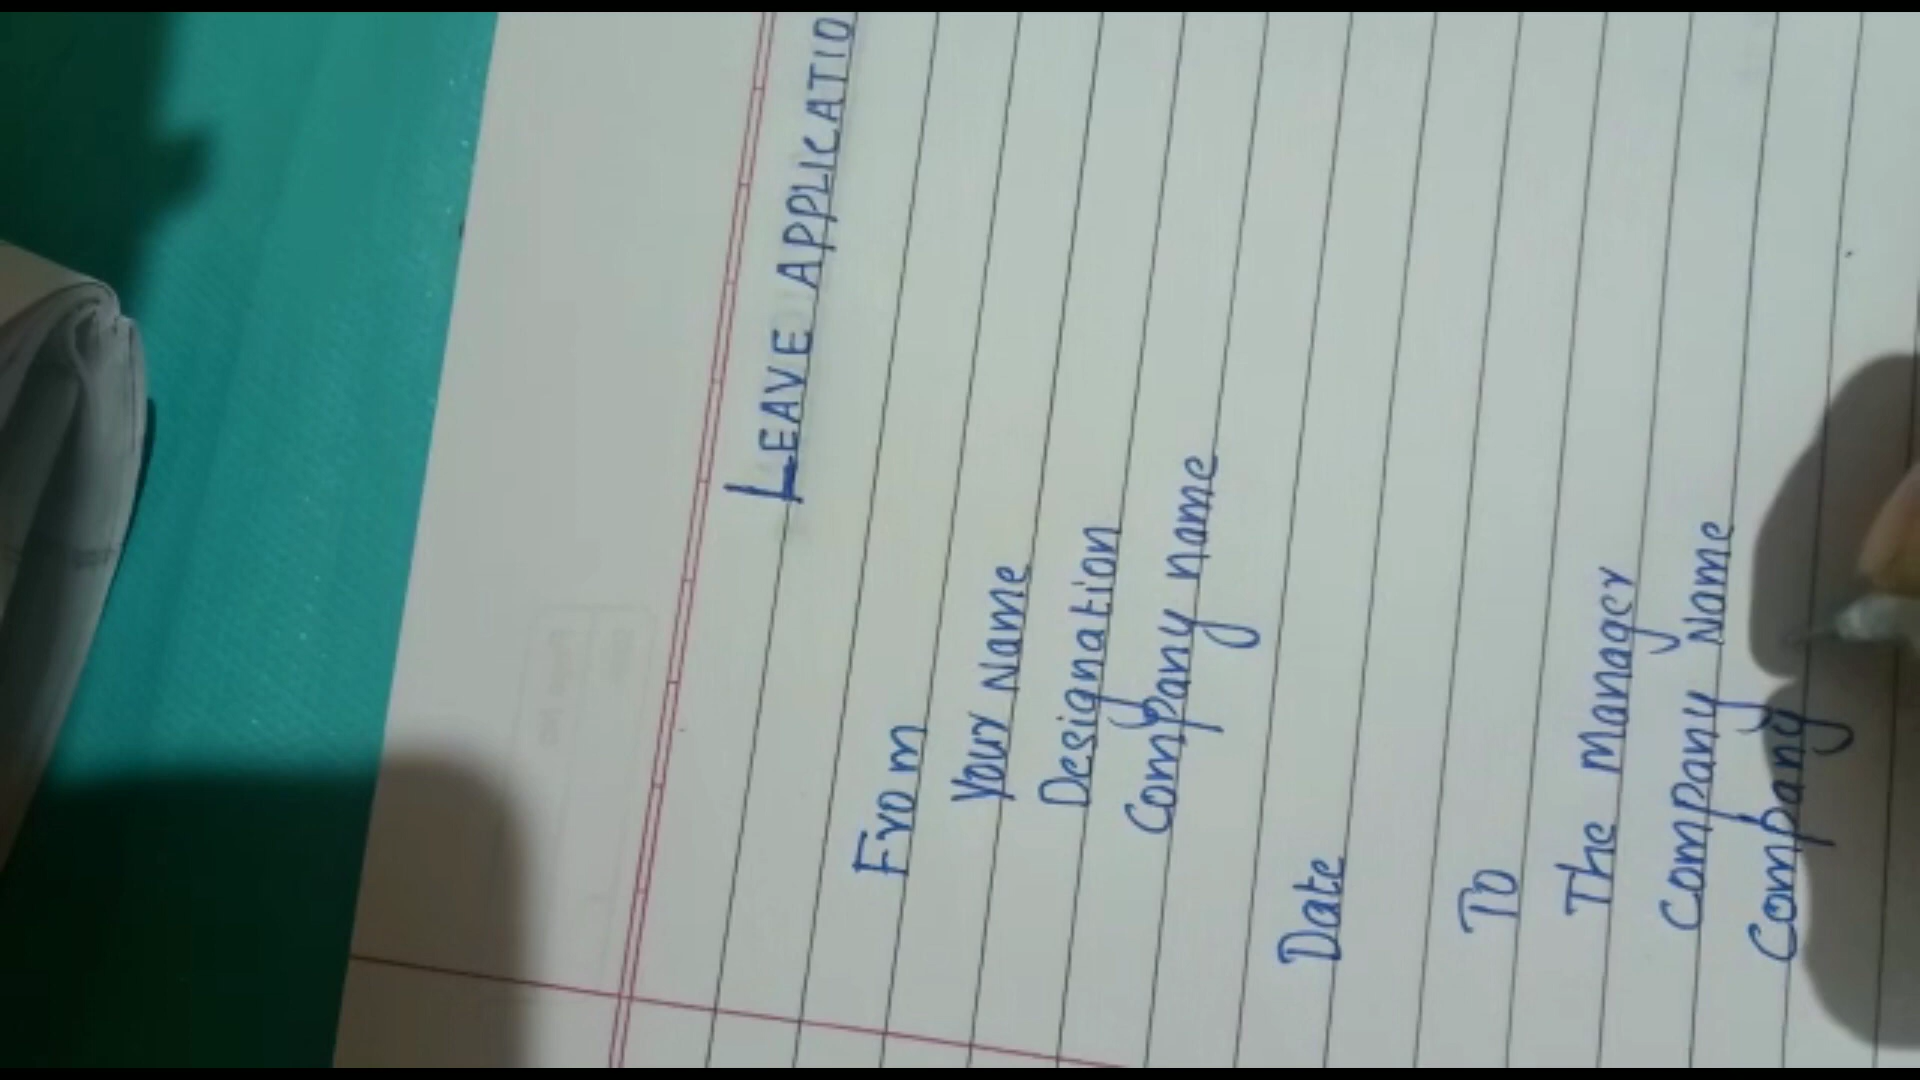 LEAVE APPLICATIO
From
Your Name
Designation
Company name
Date
To
The Manager
Company Name
Company